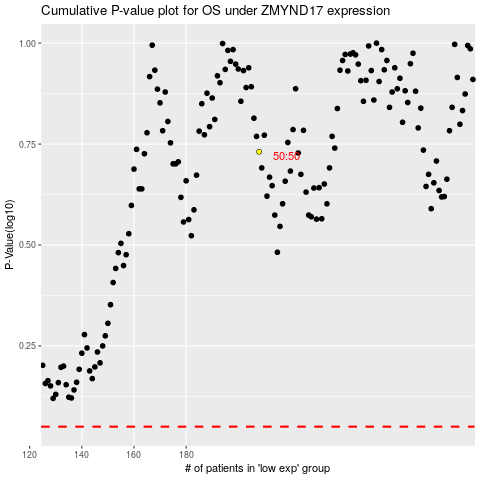 Cumulative P-value plot for OS under ZMYND17 expression
P-Value(log10)
1.00
0.75
0.50
0.25
50:50
120 140 160 180
# of patients in 'low exp' group